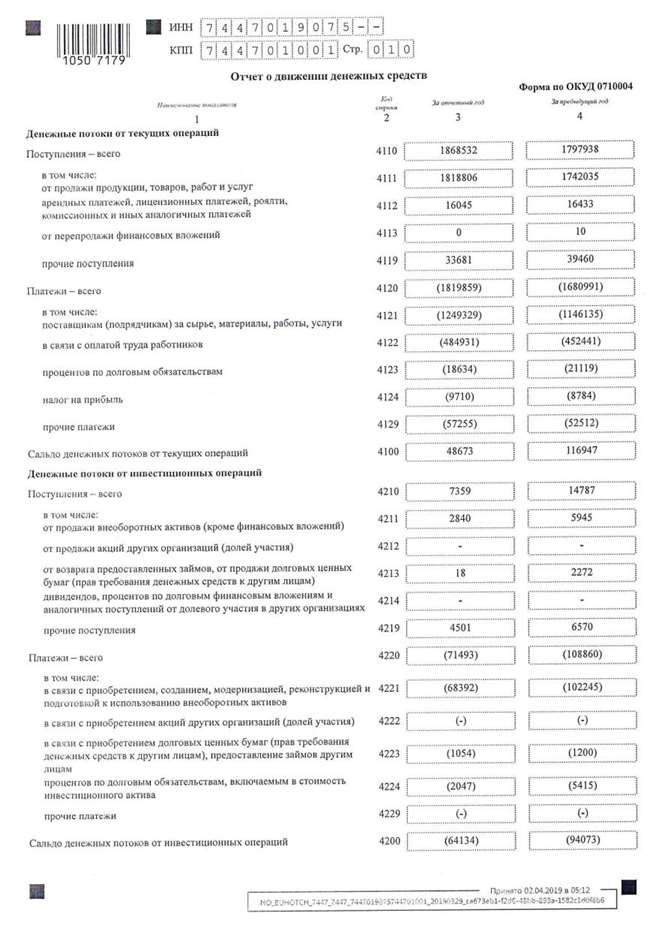 ИНН 7447019075--
КПП 744701001 Стр. 010
1050 7179
Отчет о движении денежных средств
Форма по ОКУД 0710004
Наименование показателя Код строки За отчетный год За предыдущий год
1 2 3 4
Денежные потоки от текущих операций
Поступления – всего 4110 1868532 1797938
в том числе:
от продажи продукции, товаров, работ и услуг 4111 1818806 1742035
арендных платежей, лицензионных платежей, роялти,
комиссионных и иных аналогичных платежей 4112 16045 16433
от перепродажи финансовых вложений 4113 0 10
прочие поступления 4119 33681 39460
Платежи – всего 4120 (1819859) (1680991)
в том числе:
поставщикам (подрядчикам) за сырье, материалы, работы, услуги 4121 (1249329) (1146135)
в связи с оплатой труда работников 4122 (484931) (452441)
процентов по долговым обязательствам 4123 (18634) (21119)
налог на прибыль 4124 (9710) (8784)
прочие платежи 4129 (57255) (52512)
Сальдо денежных потоков от текущих операций 4100 48673 116947
Денежные потоки от инвестиционных операций
Поступления – всего 4210 7359 14787
в том числе:
от продажи внеоборотных активов (кроме финансовых вложений) 4211 2840 5945
от продажи акций других организаций (долей участия) 4212 - -
от возврата предоставленных займов, от продажи долговых ценных
бумаг (прав требования денежных средств к другим лицам) 4213 18 2272
дивидендов, процентов по долговым финансовым вложениям и
аналогичных поступлений от долевого участия в других организациях 4214 - -
прочие поступления 4219 4501 6570
Платежи – всего 4220 (71493) (108860)
в том числе:
в связи с приобретением, созданием, модернизацией, реконструкцией и
подготовкой к использованию внеоборотных активов 4221 (68392) (102245)
в связи с приобретением акций других организаций (долей участия) 4222 (-) (-)
в связи с приобретением долговых ценных бумаг (прав требования
денежных средств к другим лицам), предоставление займов другим
лицам 4223 (1054) (1200)
процентов по долговым обязательствам, включаемым в стоимость
инвестиционного актива 4224 (2047) (5415)
прочие платежи 4229 (-) (-)
Сальдо денежных потоков от инвестиционных операций 4200 (64134) (94073)
Принято 02.04.2019 в 05:12